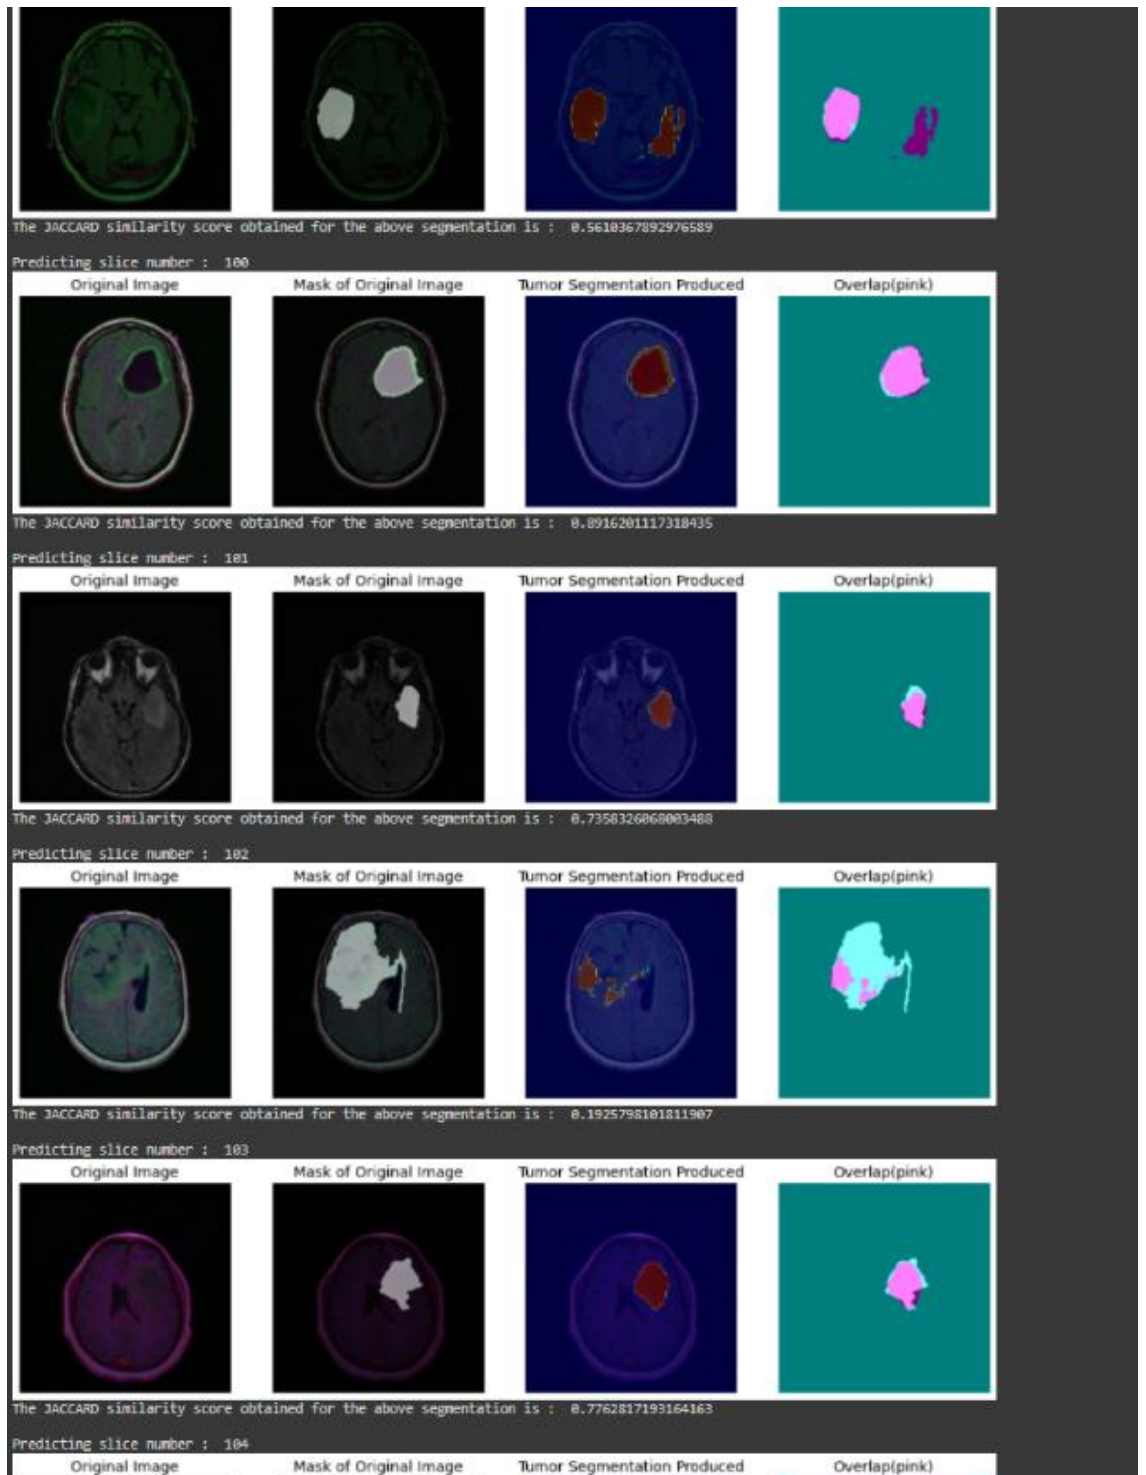 The JACCARD similarity score obtained for the above segmentation is :  0.5610367892976589
Predicting slice number :  100
Original Image Mask of Original Image Tumor Segmentation Produced Overlap(pink)
The JACCARD similarity score obtained for the above segmentation is :  0.8916201117318435
Predicting slice number :  101
Original Image Mask of Original Image Tumor Segmentation Produced Overlap(pink)
The JACCARD similarity score obtained for the above segmentation is :  0.7358326068003488
Predicting slice number :  102
Original Image Mask of Original Image Tumor Segmentation Produced Overlap(pink)
The JACCARD similarity score obtained for the above segmentation is :  0.1925798101811907
Predicting slice number :  103
Original Image Mask of Original Image Tumor Segmentation Produced Overlap(pink)
The JACCARD similarity score obtained for the above segmentation is :  0.7762817193164163
Predicting slice number :  104
Original Image Mask of Original Image Tumor Segmentation Produced Overlap(pink)